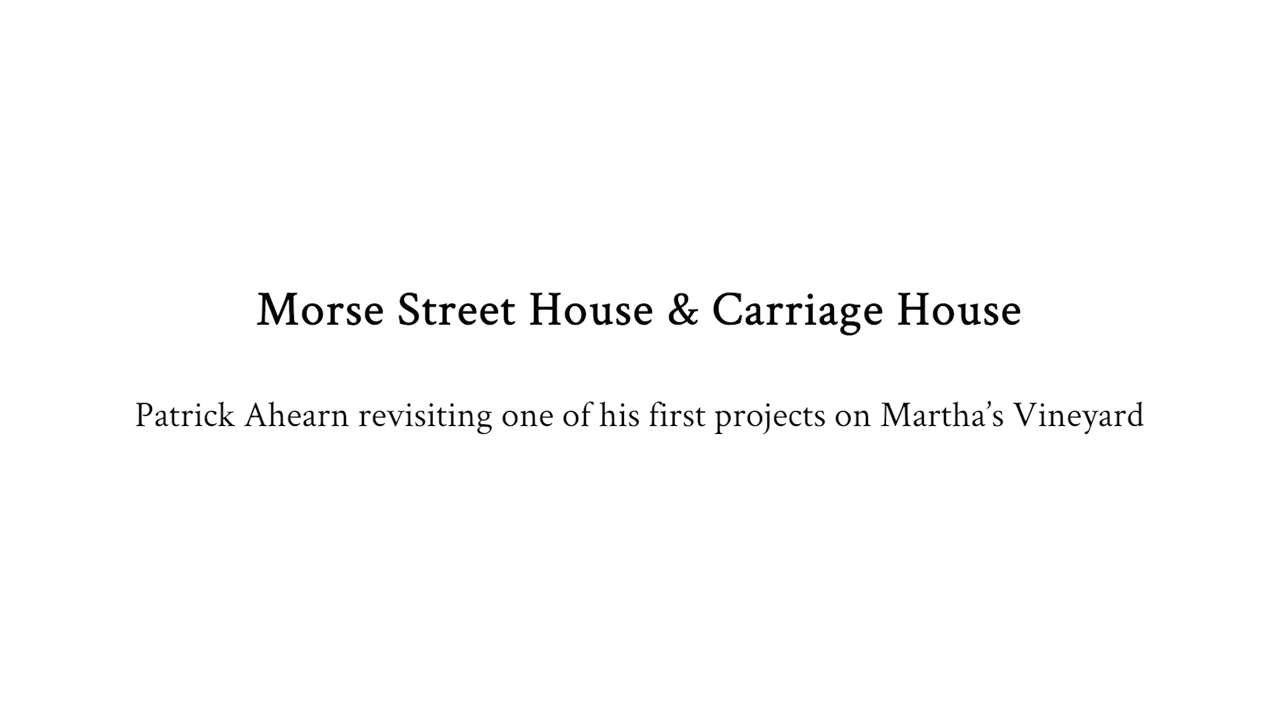 Morse Street House & Carriage House
Patrick Ahearn revisiting one of his first projects on Martha’s Vineyard